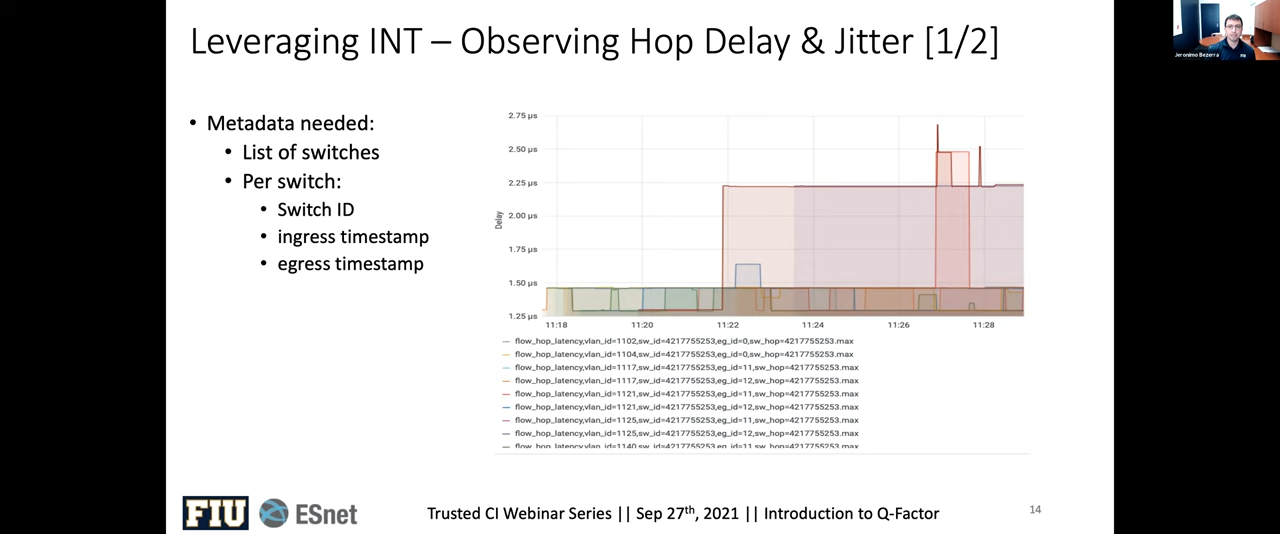 Leveraging INT – Observing Hop Delay & Jitter [1/2]
Jeronimo Bezerra
• Metadata needed:
• List of switches
• Per switch:
• Switch ID
• ingress timestamp
• egress timestamp
Delay
2.75 µs
2.50 µs
2.25 µs
2.00 µs
1.75 µs
1.50 µs
1.25 µs
11:18 11:20 11:22 11:24 11:26 11:28
flow_hop_latency,vlan_id=1102,sw_id=4217755253,eg_id=0,sw_hop=4217755253.max
flow_hop_latency,vlan_id=1104,sw_id=4217755253,eg_id=0,sw_hop=4217755253.max
flow_hop_latency,vlan_id=1117,sw_id=4217755253,eg_id=11,sw_hop=4217755253.max
flow_hop_latency,vlan_id=1117,sw_id=4217755253,eg_id=12,sw_hop=4217755253.max
flow_hop_latency,vlan_id=1121,sw_id=4217755253,eg_id=11,sw_hop=4217755253.max
flow_hop_latency,vlan_id=1121,sw_id=4217755253,eg_id=12,sw_hop=4217755253.max
flow_hop_latency,vlan_id=1125,sw_id=4217755253,eg_id=11,sw_hop=4217755253.max
flow_hop_latency,vlan_id=1125,sw_id=4217755253,eg_id=12,sw_hop=4217755253.max
flow_hop_latency,vlan_id=1140,sw_id=4217755253,eg_id=11,sw_hop=4217755253.max
FIU ESnet
Trusted CI Webinar Series || Sep 27th, 2021 || Introduction to Q-Factor
14